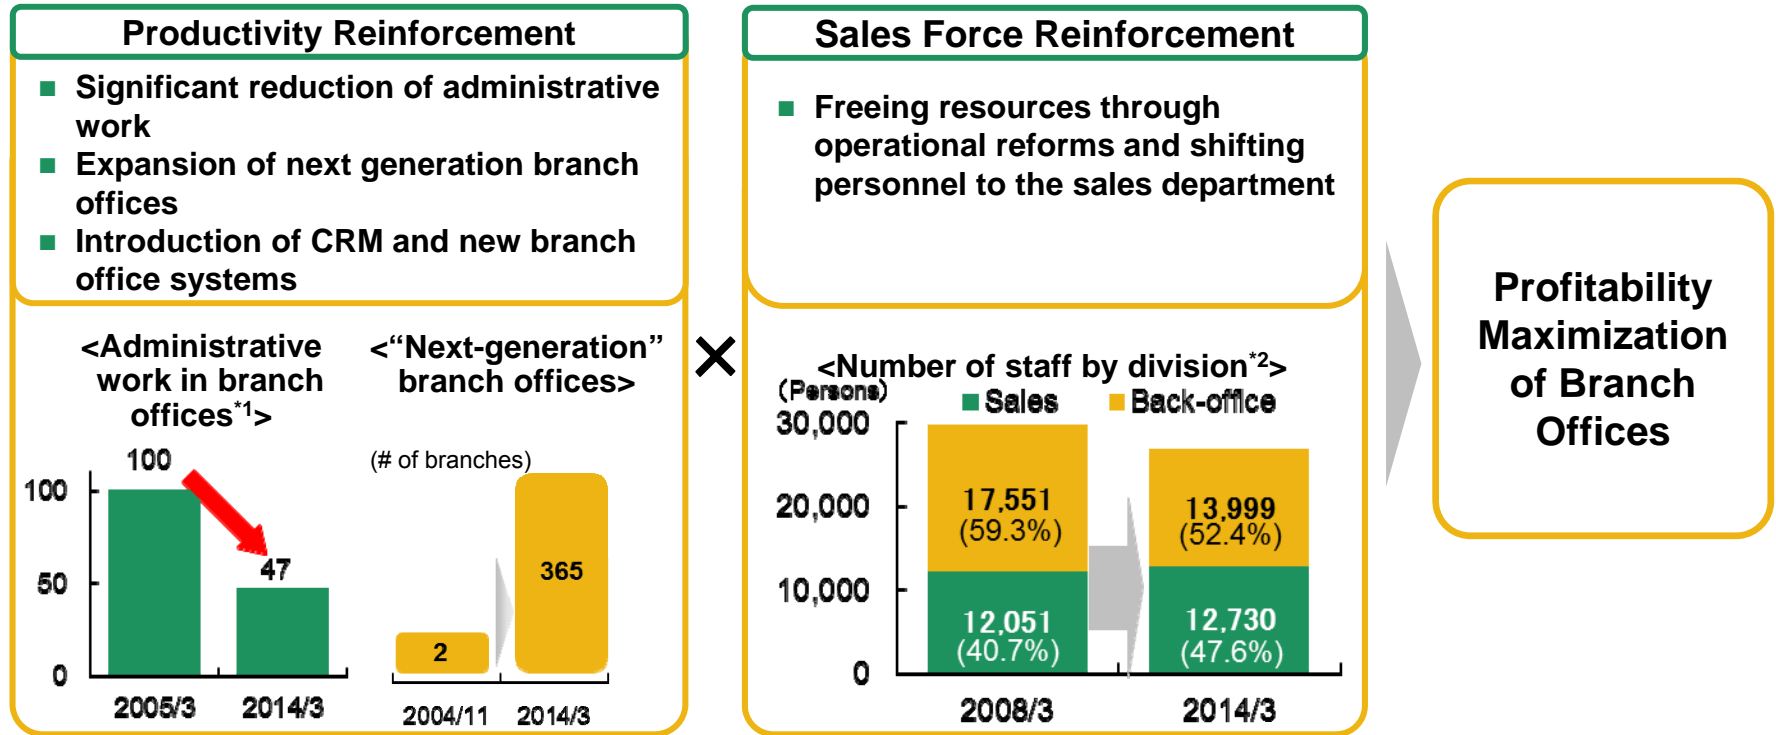 Productivity Reinforcement
■ Significant reduction of administrative
work
■ Expansion of next generation branch
offices
■ Introduction of CRM and new branch
office systems
<Administrative
work in branch
offices*1>
100
100
50
0
47
2005/3
2014/3
<“Next-generation”
branch offices>
(# of branches)
2
365
2004/11
2014/3
×
Sales Force Reinforcement
■ Freeing resources through
operational reforms and shifting
personnel to the sales department
<Number of staff by division*2>
(Persons)
■ Sales
■ Back-office
30,000
20,000
10,000
0
17,551
(59.3%)
12,051
(40.7%)
13,999
(52.4%)
12,730
(47.6%)
2008/3
2014/3
Profitability
Maximization
of Branch
Offices